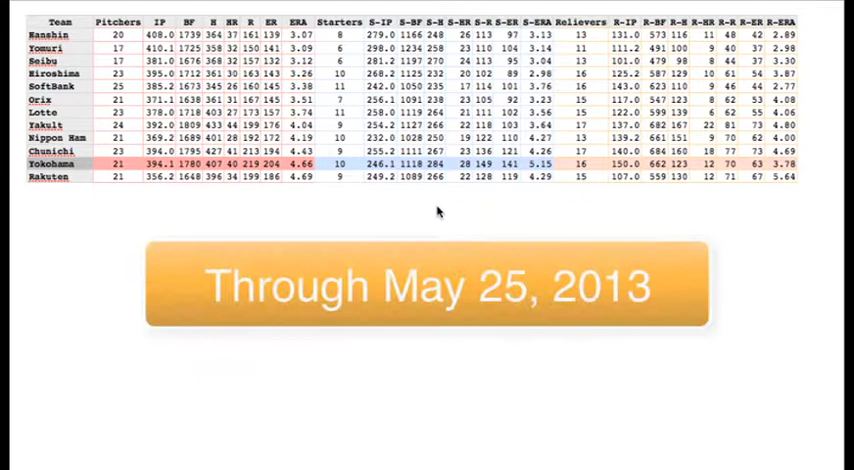 Team Pitchers IP BF H HR R ER ERA Starters S-IP S-BF S-H S-HR S-R S-ER S-ERA Relievers R-IP R-BF R-H R-HR R-R R-ER R-ERA
Hanshin 20 408.0 1739 364 37 161 139 3.07 8 279.0 1166 248 26 113 97 3.13 13 131.0 573 116 11 48 42 2.89
Yomuri 17 410.1 1725 358 32 150 141 3.09 6 298.0 1234 258 23 110 104 3.14 11 111.2 491 100 9 40 37 2.98
Seibu 17 381.0 1676 368 32 157 132 3.12 6 281.2 1197 260 24 113 95 3.04 13 101.0 479 98 8 44 37 3.30
Hiroshima 23 395.0 1712 361 30 163 143 3.26 10 268.2 1125 232 20 102 89 2.98 16 125.2 587 129 10 61 54 3.87
SoftBank 25 385.2 1673 345 26 160 145 3.38 11 242.0 1050 235 17 114 101 3.76 16 143.0 623 110 9 46 44 2.77
Orix 21 371.1 1638 361 31 167 145 3.51 7 256.1 1091 238 23 105 92 3.23 15 117.0 547 123 8 62 53 4.08
Lotte 23 378.0 1718 403 27 173 157 3.74 11 258.0 1119 264 21 111 102 3.56 15 122.0 599 139 6 62 55 4.06
Yakult 24 392.0 1809 433 44 199 176 4.04 9 254.2 1127 266 22 118 103 3.64 17 137.0 682 167 22 81 73 4.80
Nippon Ham 21 369.2 1689 401 28 192 172 4.19 10 232.0 1028 250 19 122 110 4.27 13 139.2 661 151 9 70 62 4.00
Chunichi 23 394.0 1795 427 41 213 194 4.43 9 255.2 1111 267 23 136 121 4.26 17 140.0 684 160 18 77 73 4.69
Yokohama 21 394.1 1780 407 40 219 204 4.66 10 246.1 1118 284 28 149 141 5.15 16 150.0 662 123 12 70 63 3.78
Rakuten 21 356.2 1648 396 34 199 186 4.69 9 249.2 1089 266 22 128 119 4.29 15 107.0 559 130 12 71 67 5.64
Through May 25, 2013